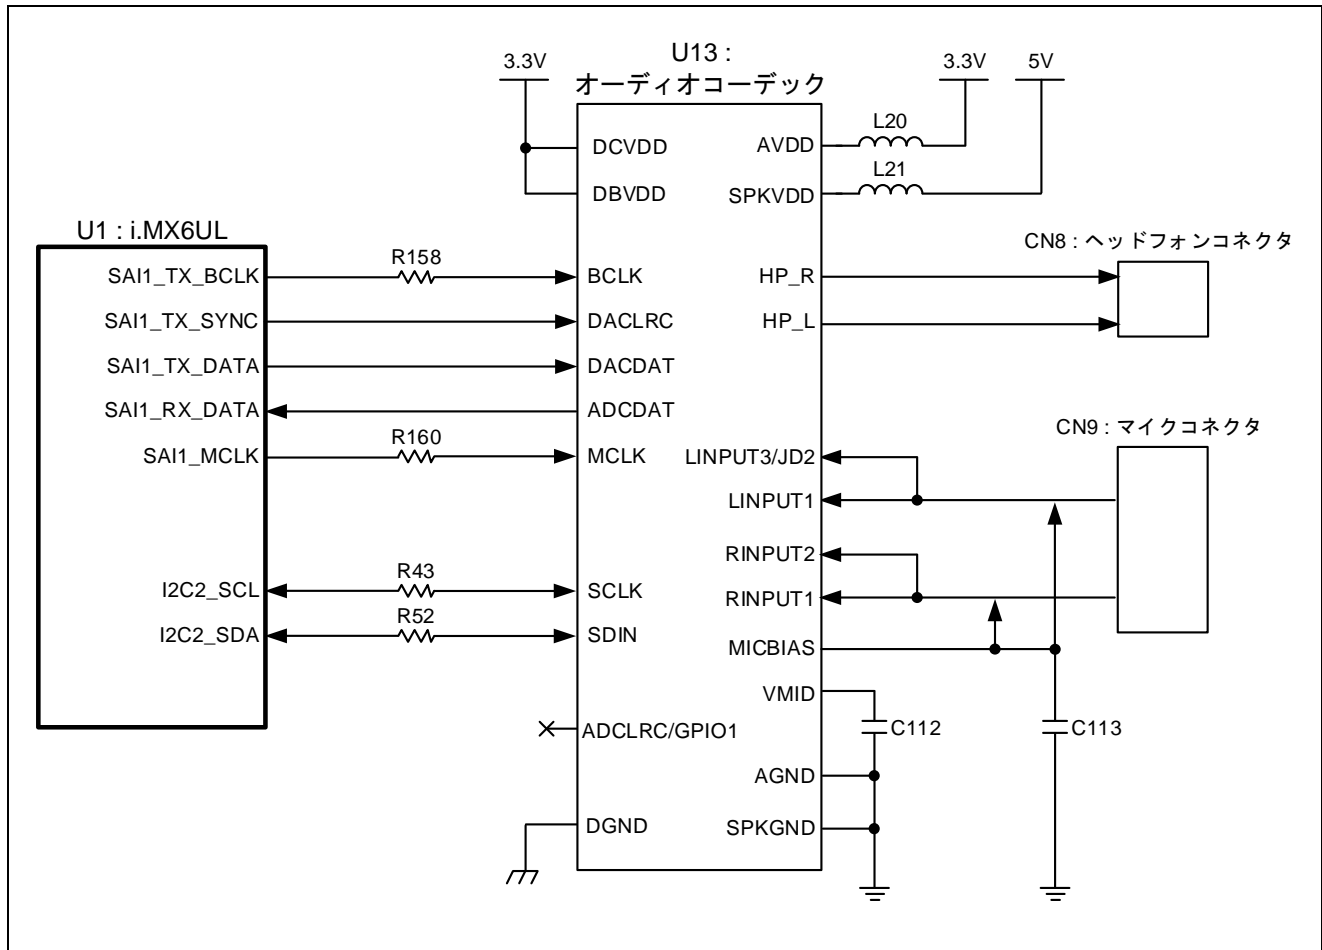 U13 :
オーディオコーデック
3.3V
3.3V
5V
L20
L21
DCVDD
DBVDD
AVDD
SPKVDD
U1 : i.MX6UL
SAI1_TX_BCLK
SAI1_TX_SYNC
SAI1_TX_DATA
SAI1_RX_DATA
SAI1_MCLK
I2C2_SCL
I2C2_SDA
R158
R160
R43
R52
BCLK
DACLRC
DACDAT
ADCDAT
MCLK
SCLK
SDIN
ADCLRC/GPIO1
DGND
HP_R
HP_L
LINPUT3/JD2
LINPUT1
RINPUT2
RINPUT1
MICBIAS
VMID
AGND
SPKGND
CN8 : ヘッドフォンコネクタ
CN9 : マイクコネクタ
C112
C113